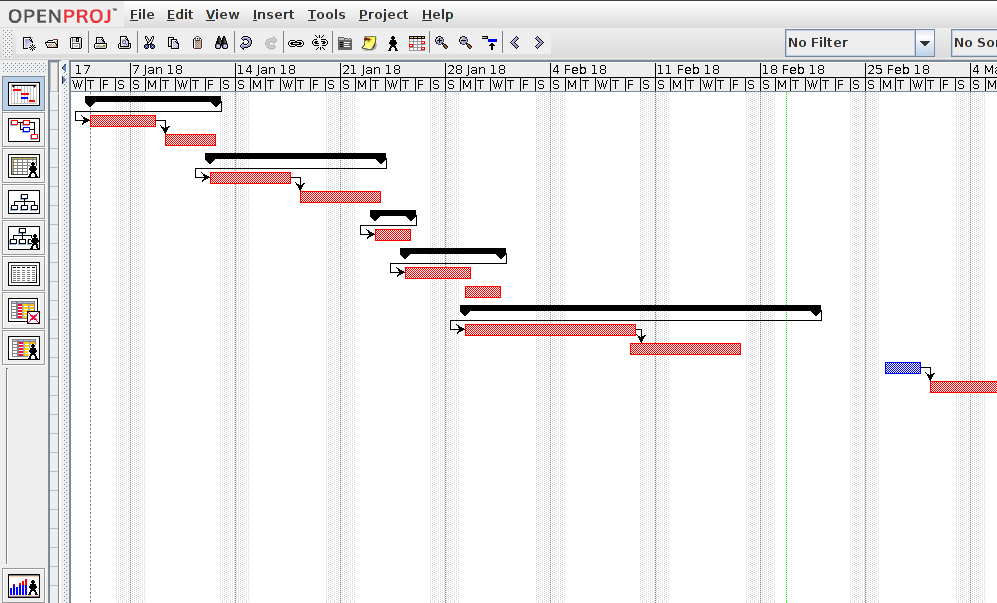 OPENPROJ™ File Edit View Insert Tools Project Help
No Filter No So
17 7 Jan 18 14 Jan 18 21 Jan 18 28 Jan 18 4 Feb 18 11 Feb 18 18 Feb 18 25 Feb 18 4 Ma
W T F S S M T W T F S S M T W T F S S M T W T F S S M T W T F S S M T W T F S S M T W T F S S M T W T F S S M T W T F S S M